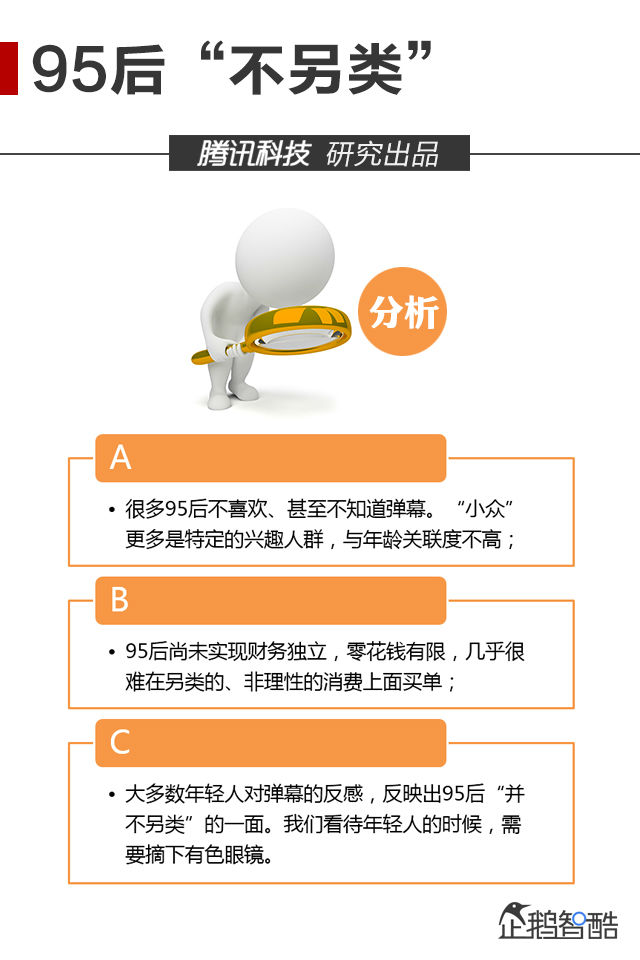 95后“不另类”
腾讯科技 研究出品
分析
A
• 很多95后不喜欢、甚至不知道弹幕。“小众”
更多是特定的兴趣人群，与年龄关联度不高；
B
• 95后尚未实现财务独立，零花钱有限，几乎很
难在另类的、非理性的消费上面买单；
C
• 大多数年轻人对弹幕的反感，反映出95后“并
不另类”的一面。我们看待年轻人的时候，需
要摘下有色眼镜。
企鹅智酷